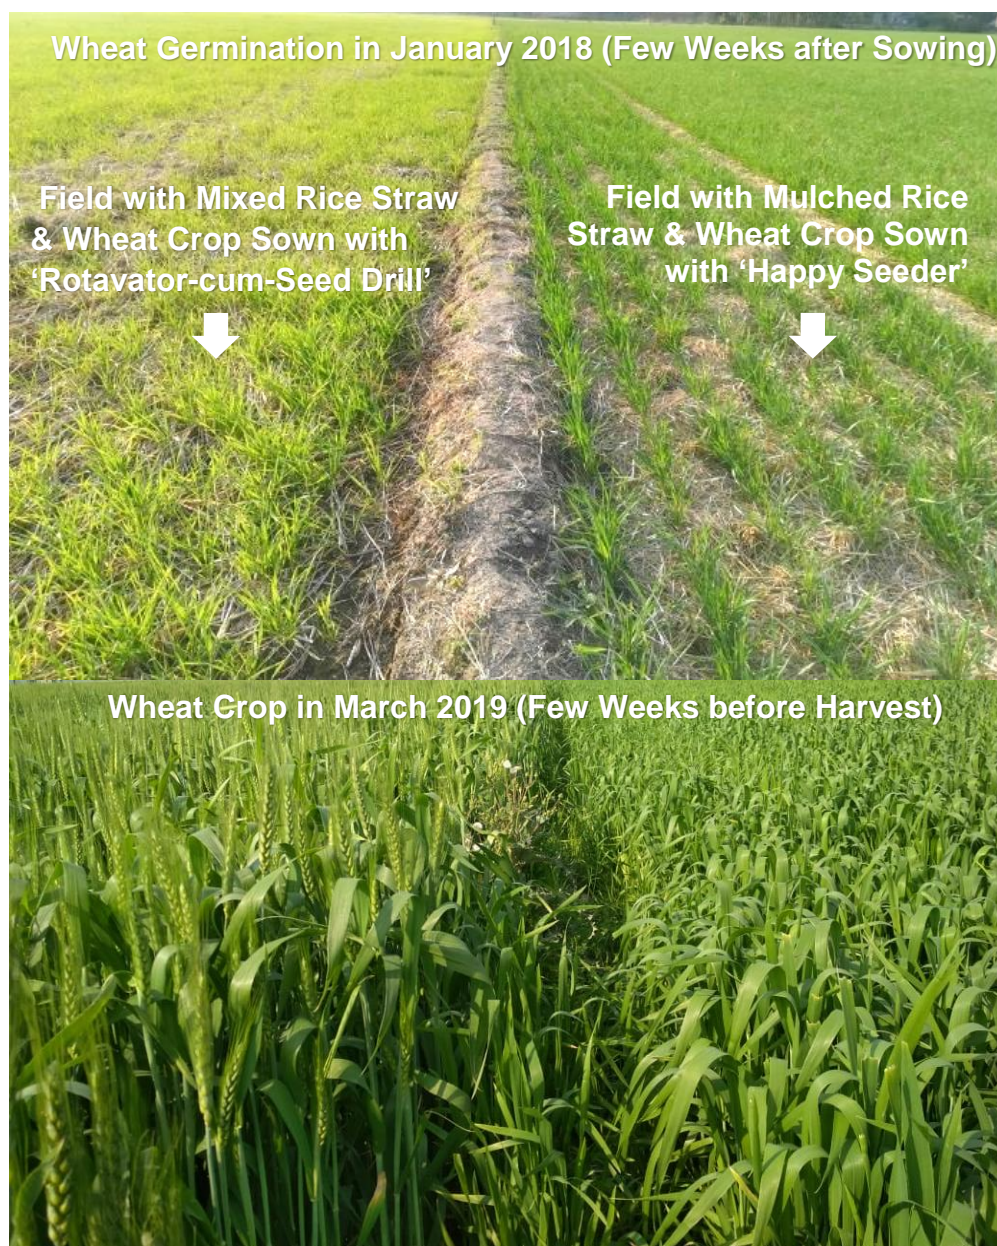 Wheat Germination in January 2018 (Few Weeks after Sowing)
Field with Mixed Rice Straw
& Wheat Crop Sown with
‘Rotavator-cum-Seed Drill’
Field with Mulched Rice
Straw & Wheat Crop Sown
with ‘Happy Seeder’
Wheat Crop in March 2019 (Few Weeks before Harvest)